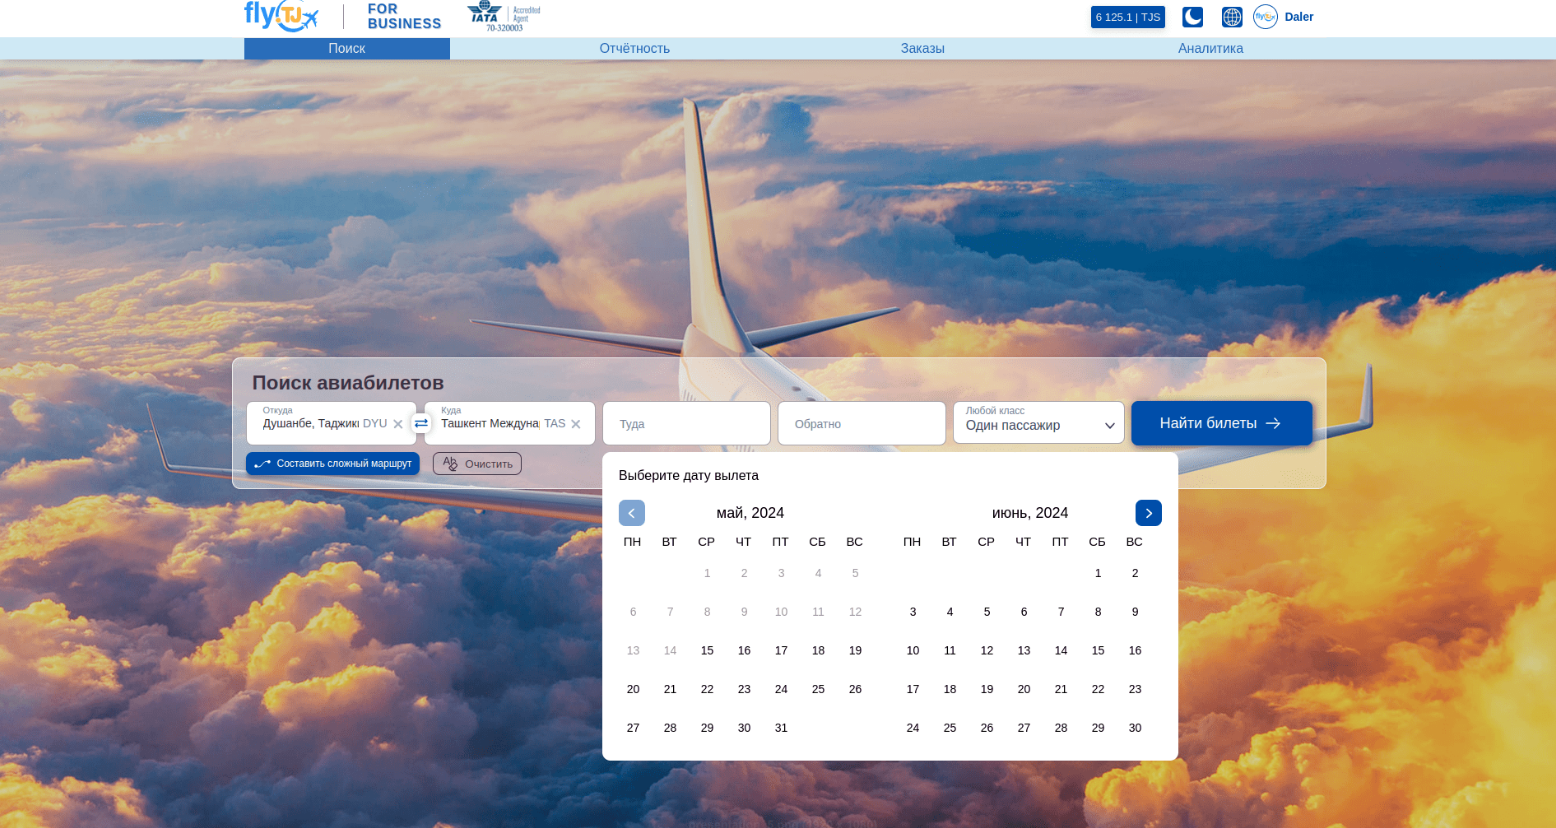 fly.TJ
FOR
BUSINESS
IATA
Accredited
Agent
70-320003
6 125.1 | TJS
Daler
Поиск
Отчётность
Заказы
Аналитика
Поиск авиабилетов
Откуда
Душанбе, Таджики DYU
Куда
Ташкент Междунар TAS
Туда
Обратно
Любой класс
Один пассажир
Найти билеты
Составить сложный маршрут
Очистить
Выберите дату вылета
май, 2024
июнь, 2024
ПН ВТ СР ЧТ ПТ СБ ВС
ПН ВТ СР ЧТ ПТ СБ ВС
1 2 3 4 5
1 2
6 7 8 9 10 11 12
3 4 5 6 7 8 9
13 14 15 16 17 18 19
10 11 12 13 14 15 16
20 21 22 23 24 25 26
17 18 19 20 21 22 23
27 28 29 30 31
24 25 26 27 28 29 30